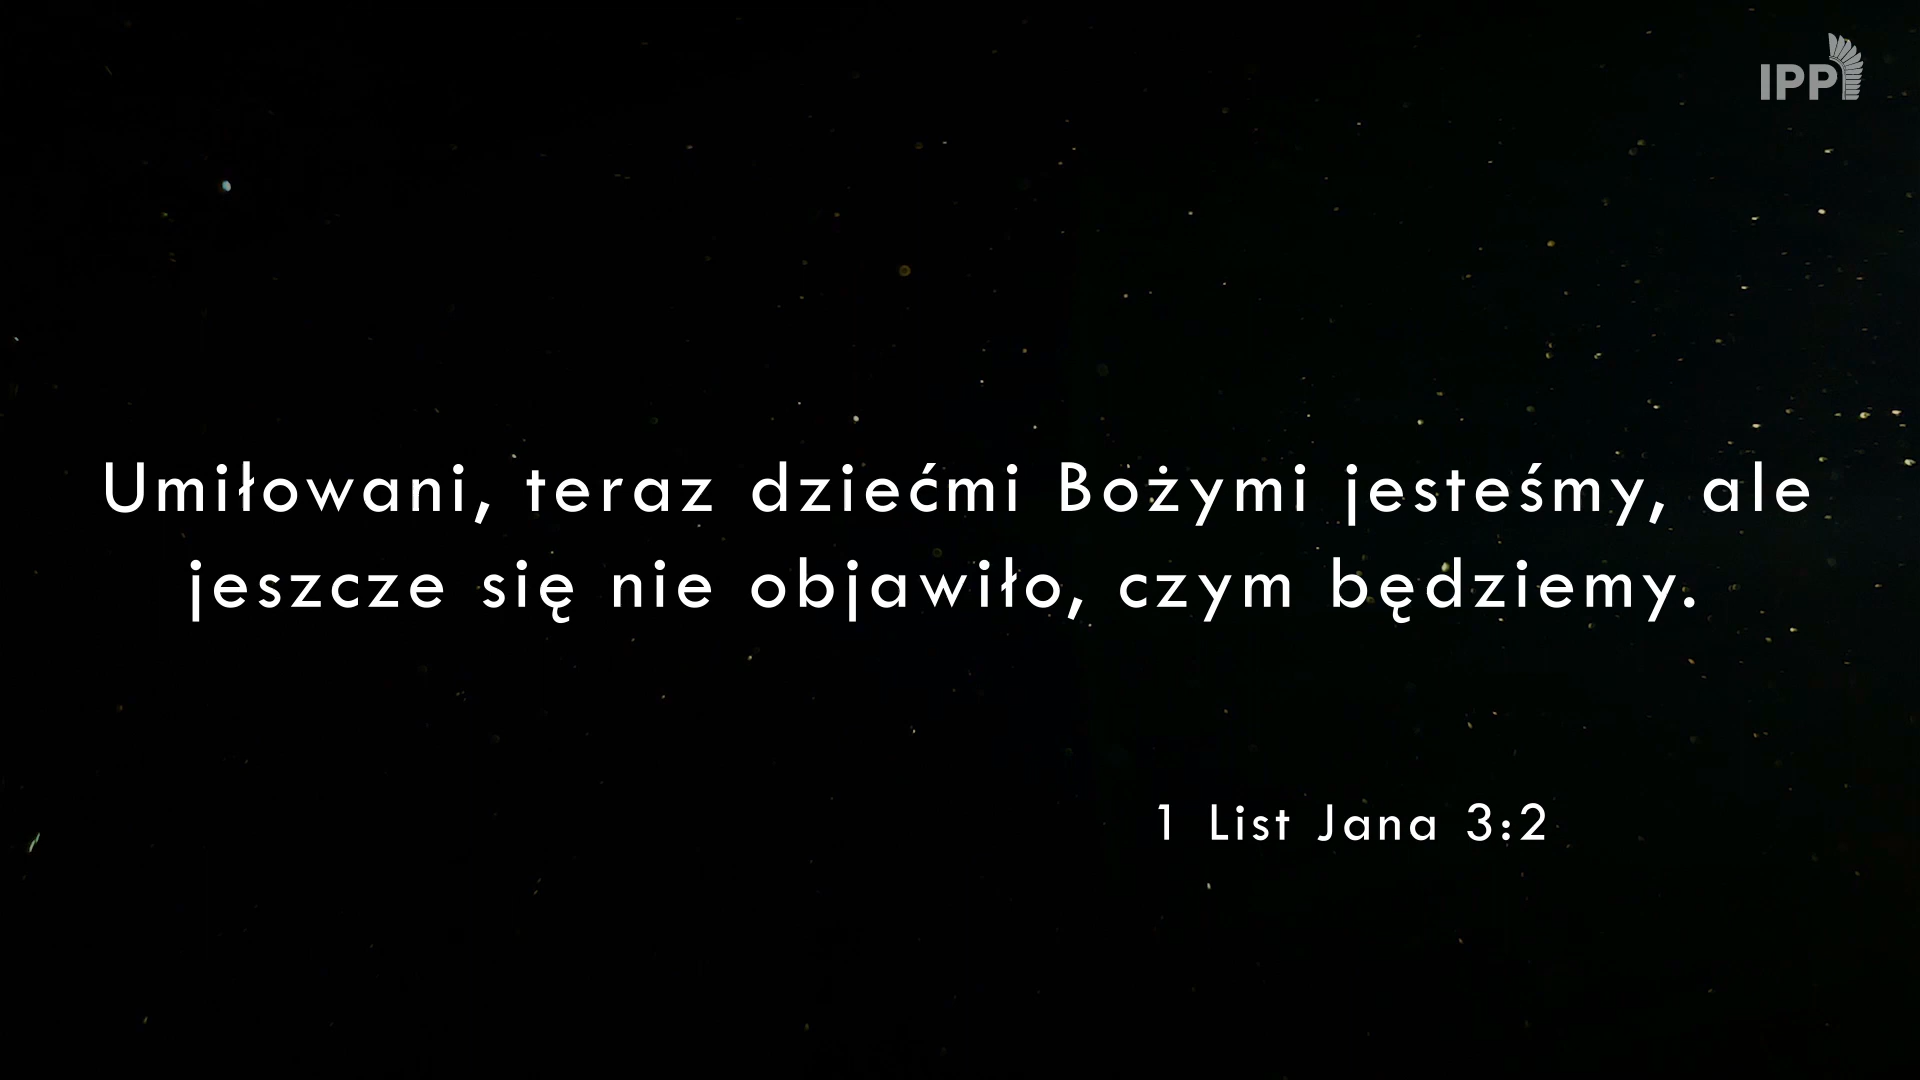 IPP
Umiłowani, teraz dziećmi Bożymi jesteśmy, ale
jeszcze się nie objawiło, czym będziemy.
1 List Jana 3:2